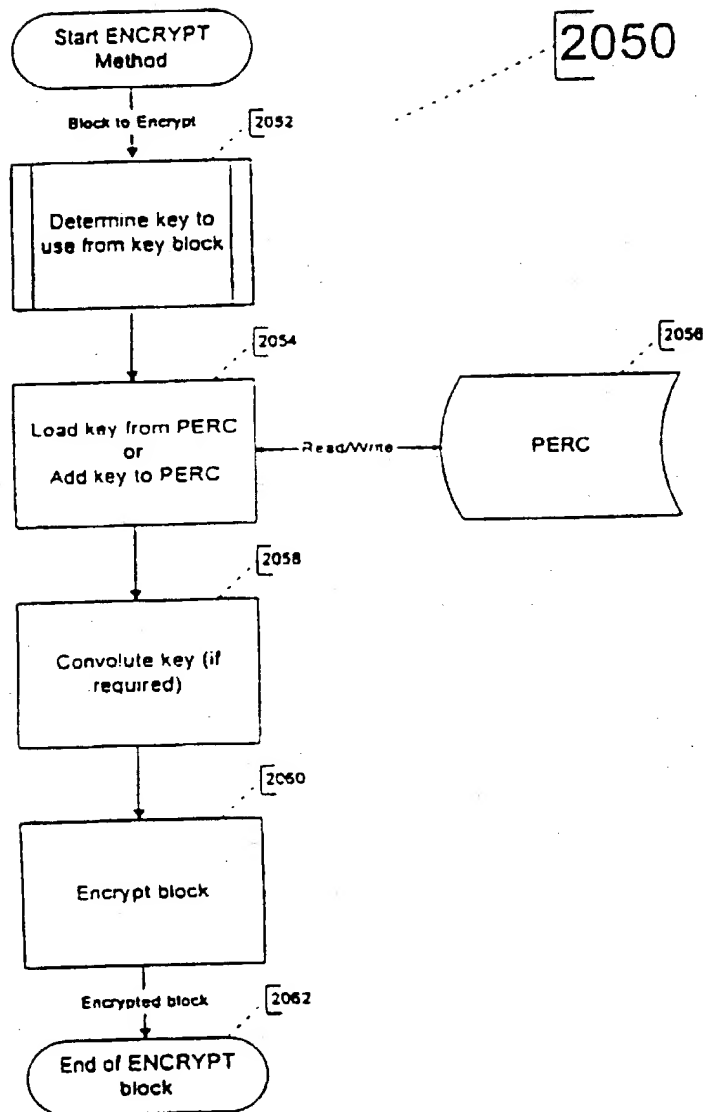 Start ENCRYPT
Method
2050
Block to Encrypt
2052
Determine key to
use from key block
2054
2056
Load key from PERC
or
Add key to PERC
Read/Write
PERC
2058
Convolute key (if
required)
2060
Encrypt block
Encrypted block
2062
End of ENCRYPT
block